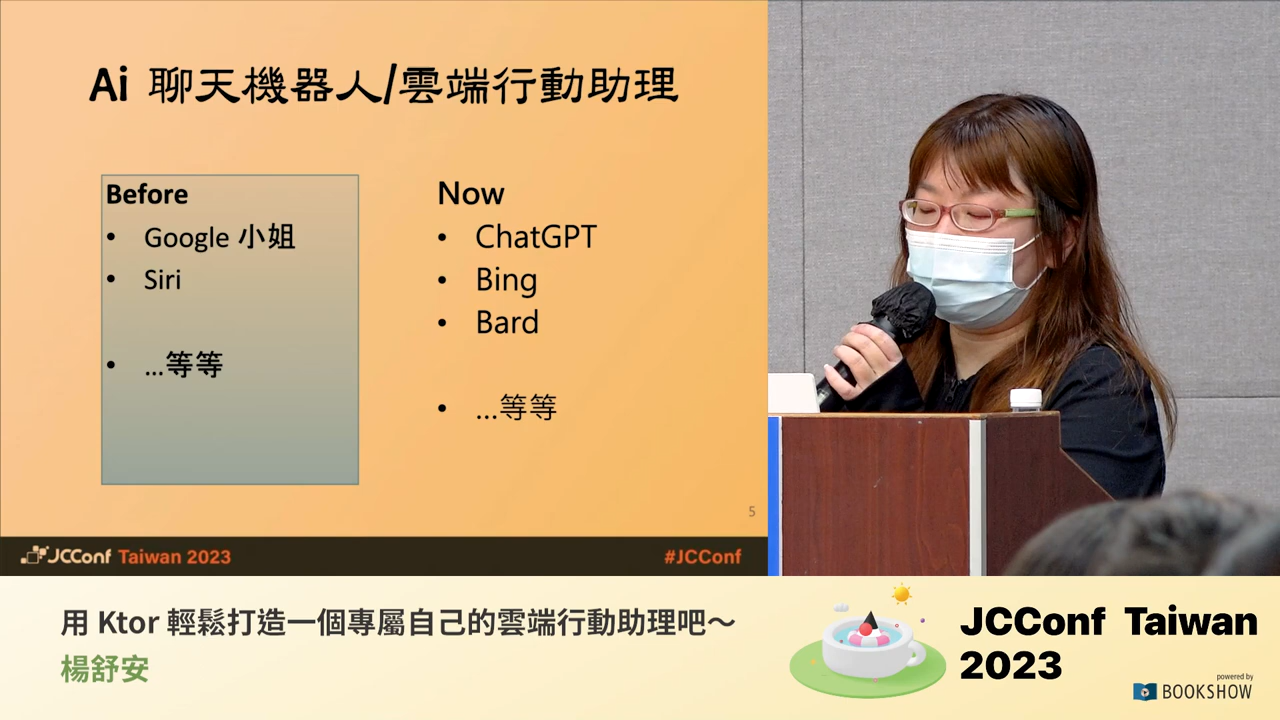 Ai 聊天機器人/雲端行動助理
Before
• Google 小姐
• Siri
• ...等等
Now
• ChatGPT
• Bing
• Bard
• ...等等
5
JCConf Taiwan 2023
#JCConf
用 Ktor 輕鬆打造一個專屬自己的雲端行動助理吧～
楊舒安
JCConf Taiwan
2023
powered by
BOOKSHOW